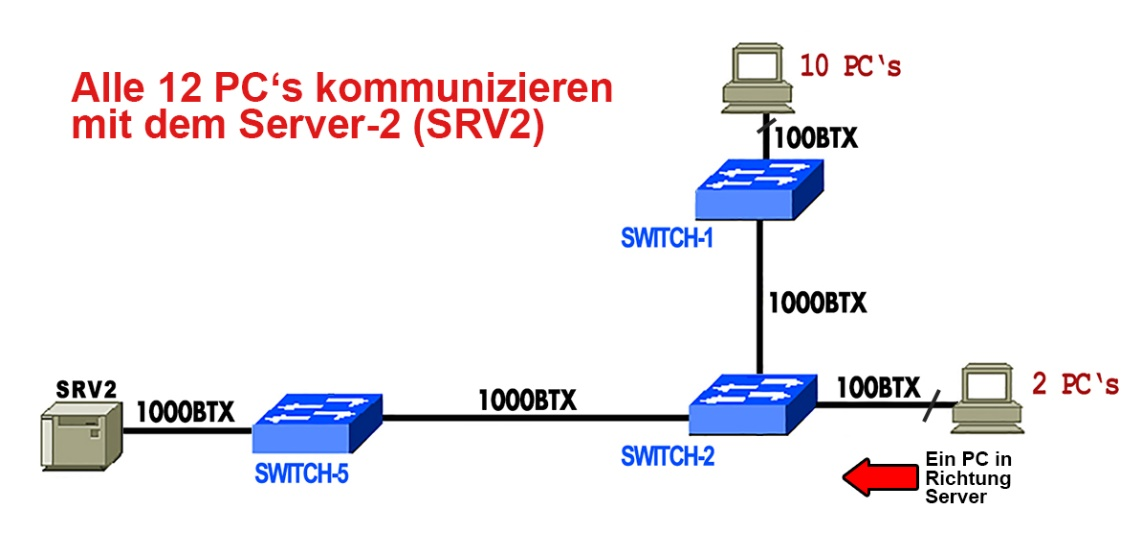 Alle 12 PC‘s kommunizieren
mit dem Server-2 (SRV2)
10 PC‘s
100BTX
SWITCH-1
1000BTX
SRV2
1000BTX
1000BTX
100BTX
2 PC‘s
SWITCH-5
SWITCH-2
Ein PC in
Richtung
Server